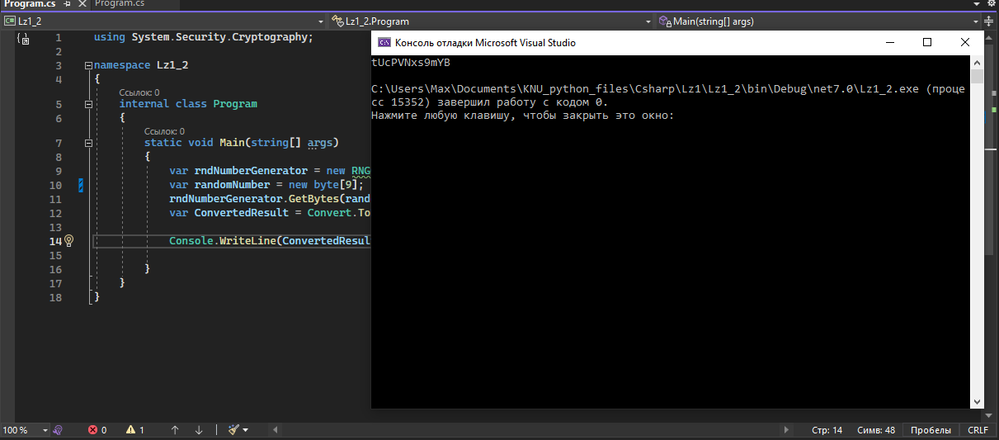 Program.cs
Program.cs
Lz1_2
Lz1_2.Program
Main(string[] args)
1 using System.Security.Cryptography;
2
3 namespace Lz1_2
4 {
Ссылок: 0
5 internal class Program
6 {
Ссылок: 0
7 static void Main(string[] args)
8 {
9 var rndNumberGenerator = new RNG
10 var randomNumber = new byte[9];
11 rndNumberGenerator.GetBytes(rand
12 var ConvertedResult = Convert.To
13
14 Console.WriteLine(ConvertedResul
15
16 }
17 }
18 }
Консоль отладки Microsoft Visual Studio
tUcPVNxs9mYB
C:\Users\Max\Documents\KNU_python_files\Csharp\Lz1\Lz1_2\bin\Debug\net7.0\Lz1_2.exe (проце
сс 15352) завершил работу с кодом 0.
Нажмите любую клавишу, чтобы закрыть это окно:
100 % 0 1 Стр: 14 Симв: 48 Пробелы CRLF